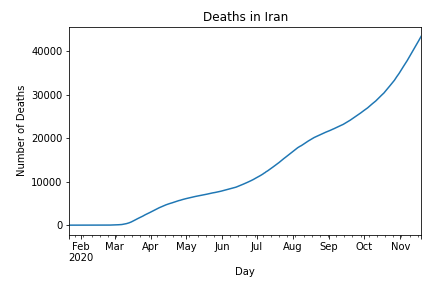 Deaths in Iran
Number of Deaths
40000
30000
20000
10000
0
Feb Mar Apr May Jun Jul Aug Sep Oct Nov
2020
Day